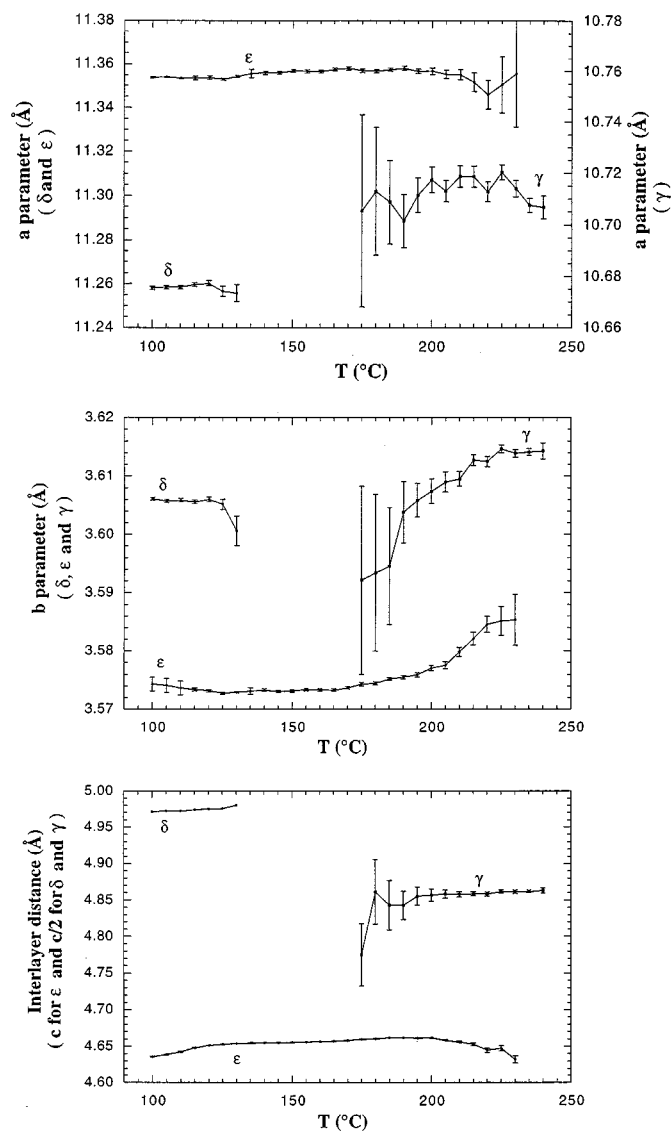 11.38
11.36
11.34
11.32
11.30
11.28
11.26
11.24
a parameter (Å)
( δ and ε )
10.78
10.76
10.74
10.72
10.70
10.68
10.66
a parameter (Å)
( γ )
ε
γ
δ
100 150 200 250
T (°C)
3.62
3.61
3.60
3.59
3.58
3.57
b parameter (Å)
( δ, ε and γ )
δ
γ
ε
100 150 200 250
T (°C)
5.00
4.95
4.90
4.85
4.80
4.75
4.70
4.65
4.60
Interlayer distance (Å)
( c for ε and c/2 for δ and γ )
δ
γ
ε
100 150 200 250
T (°C)